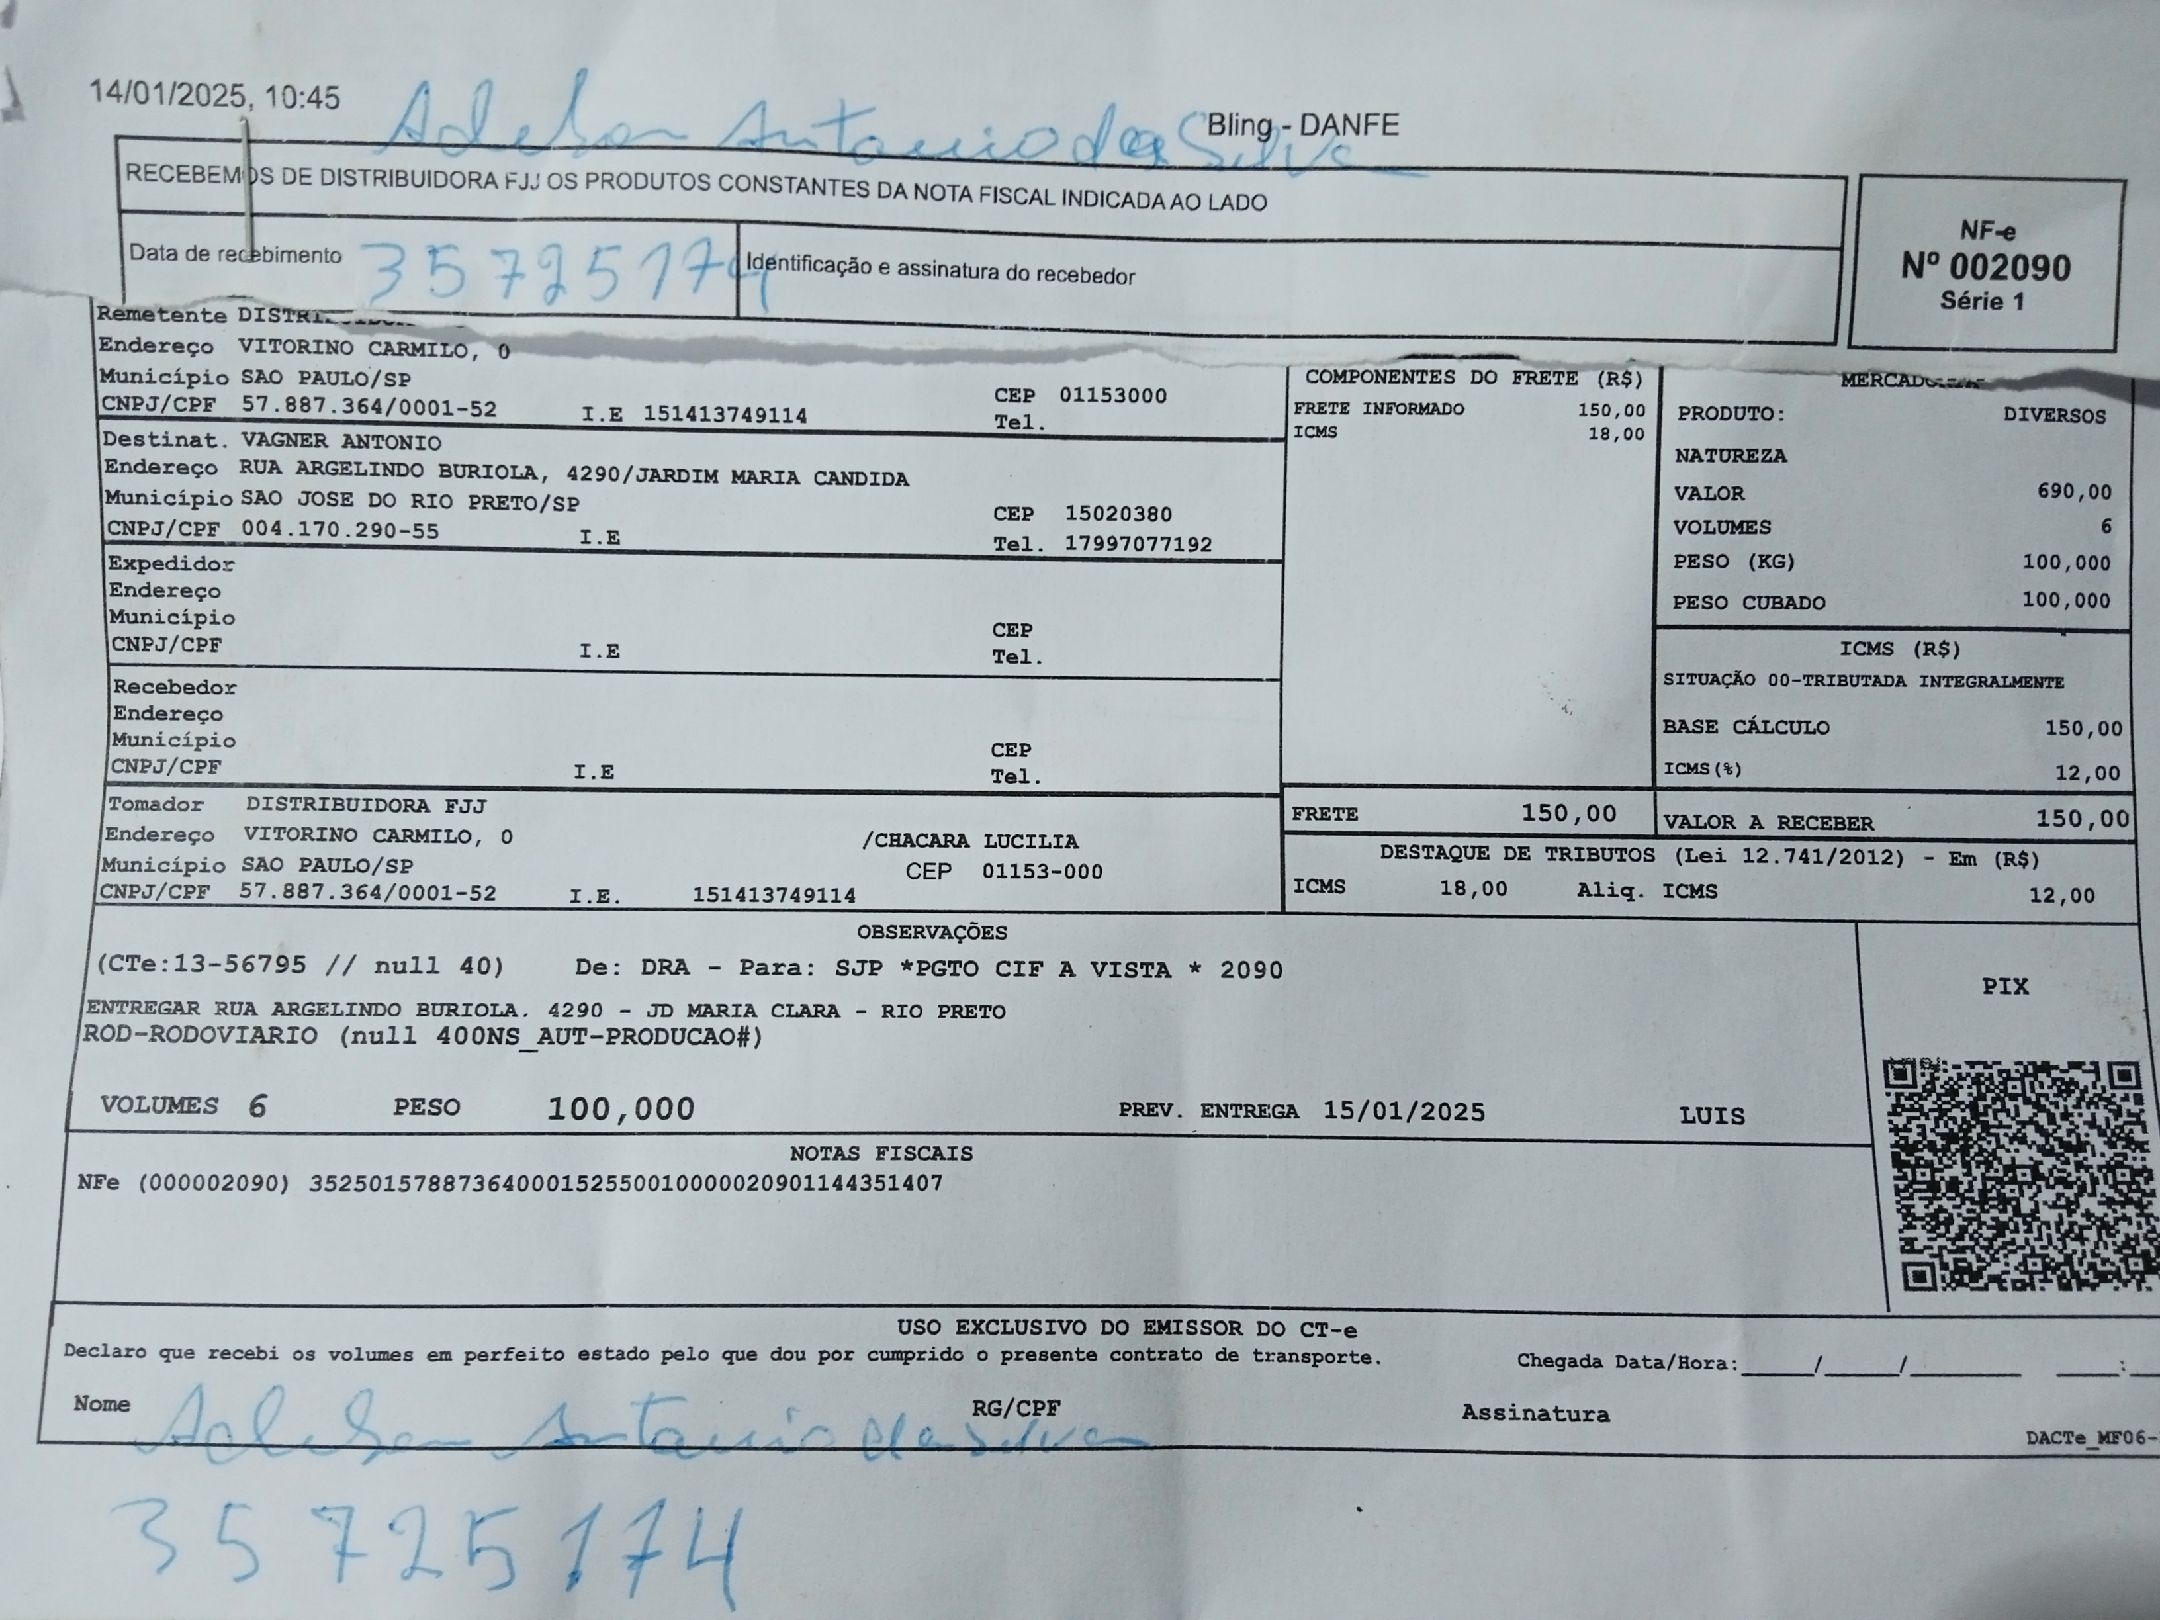 14/01/2025, 10:45
Bling - DANFE
Adelson Antonio da Silva
RECEBEMOS DE DISTRIBUIDORA FJJ OS PRODUTOS CONSTANTES DA NOTA FISCAL INDICADA AO LADO
Data de recebimento
35725174
Identificação e assinatura do recebedor
NF-e
Nº 002090
Série 1
Remetente DISTRIBUIDORA
Endereço VITORINO CARMILO, 0
Município SAO PAULO/SP
CEP 01153000
CNPJ/CPF 57.887.364/0001-52 I.E 151413749114 Tel.
Destinat. VAGNER ANTONIO
Endereço RUA ARGELINDO BURIOLA, 4290/JARDIM MARIA CANDIDA
Município SAO JOSE DO RIO PRETO/SP CEP 15020380
CNPJ/CPF 004.170.290-55 I.E Tel. 17997077192
Expedidor
Endereço
Município CEP
CNPJ/CPF I.E Tel.
Recebedor
Endereço
Município CEP
CNPJ/CPF I.E Tel.
Tomador DISTRIBUIDORA FJJ
Endereço VITORINO CARMILO, 0 /CHACARA LUCILIA
Município SAO PAULO/SP CEP 01153-000
CNPJ/CPF 57.887.364/0001-52 I.E. 151413749114
COMPONENTES DO FRETE (R$)
FRETE INFORMADO 150,00
ICMS 18,00
FRETE 150,00
MERCADORIA
PRODUTO: DIVERSOS
NATUREZA
VALOR 690,00
VOLUMES 6
PESO (KG) 100,000
PESO CUBADO 100,000
ICMS (R$)
SITUAÇÃO 00-TRIBUTADA INTEGRALMENTE
BASE CÁLCULO 150,00
ICMS(%) 12,00
VALOR A RECEBER 150,00
DESTAQUE DE TRIBUTOS (Lei 12.741/2012) - Em (R$)
ICMS 18,00 Aliq. ICMS 12,00
OBSERVAÇÕES
(CTe:13-56795 // null 40) De: DRA - Para: SJP *PGTO CIF A VISTA * 2090
ENTREGAR RUA ARGELINDO BURIOLA. 4290 - JD MARIA CLARA - RIO PRETO
ROD-RODOVIARIO (null 400NS_AUT-PRODUCAO#)
VOLUMES 6 PESO 100,000 PREV. ENTREGA 15/01/2025 LUIS
PIX
NOTAS FISCAIS
NFe (000002090) 35250157887364000152550010000020901144351407
USO EXCLUSIVO DO EMISSOR DO CT-e
Declaro que recebi os volumes em perfeito estado pelo que dou por cumprido o presente contrato de transporte.
Chegada Data/Hora:____/____/______ ___:
Nome Adelson Antonio da Silva RG/CPF Assinatura
DACTe_MF06-
35725174